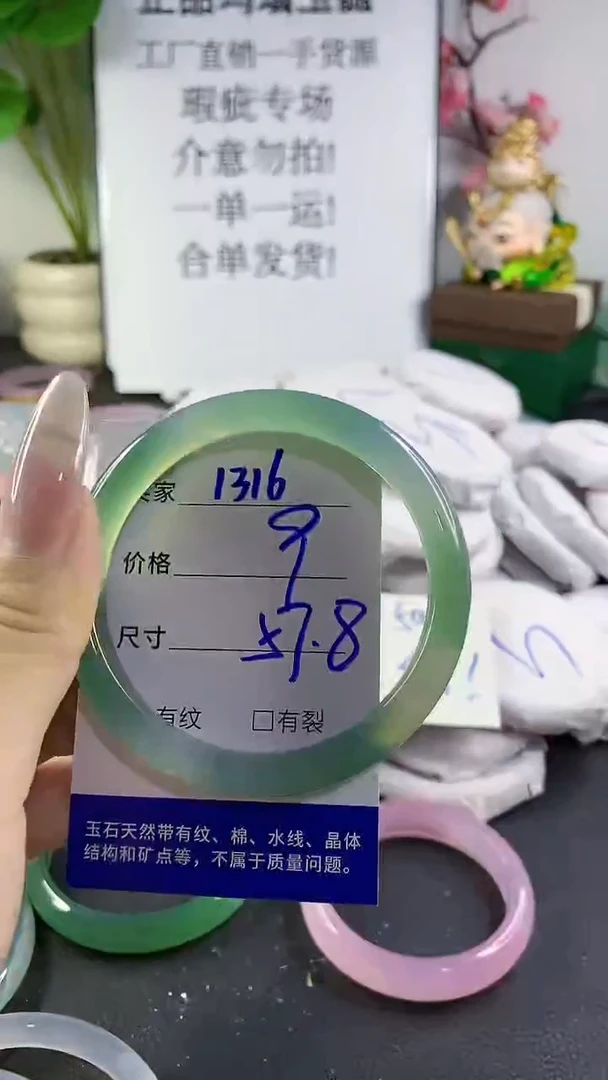 工厂直销一手货源
瑕疵专场
介意勿拍!
一单一运!
合单发货!
家 1316
价格 9
尺寸 57.8
有纹 □有裂
玉石天然带有纹、棉、水线、晶体
结构和矿点等，不属于质量问题。